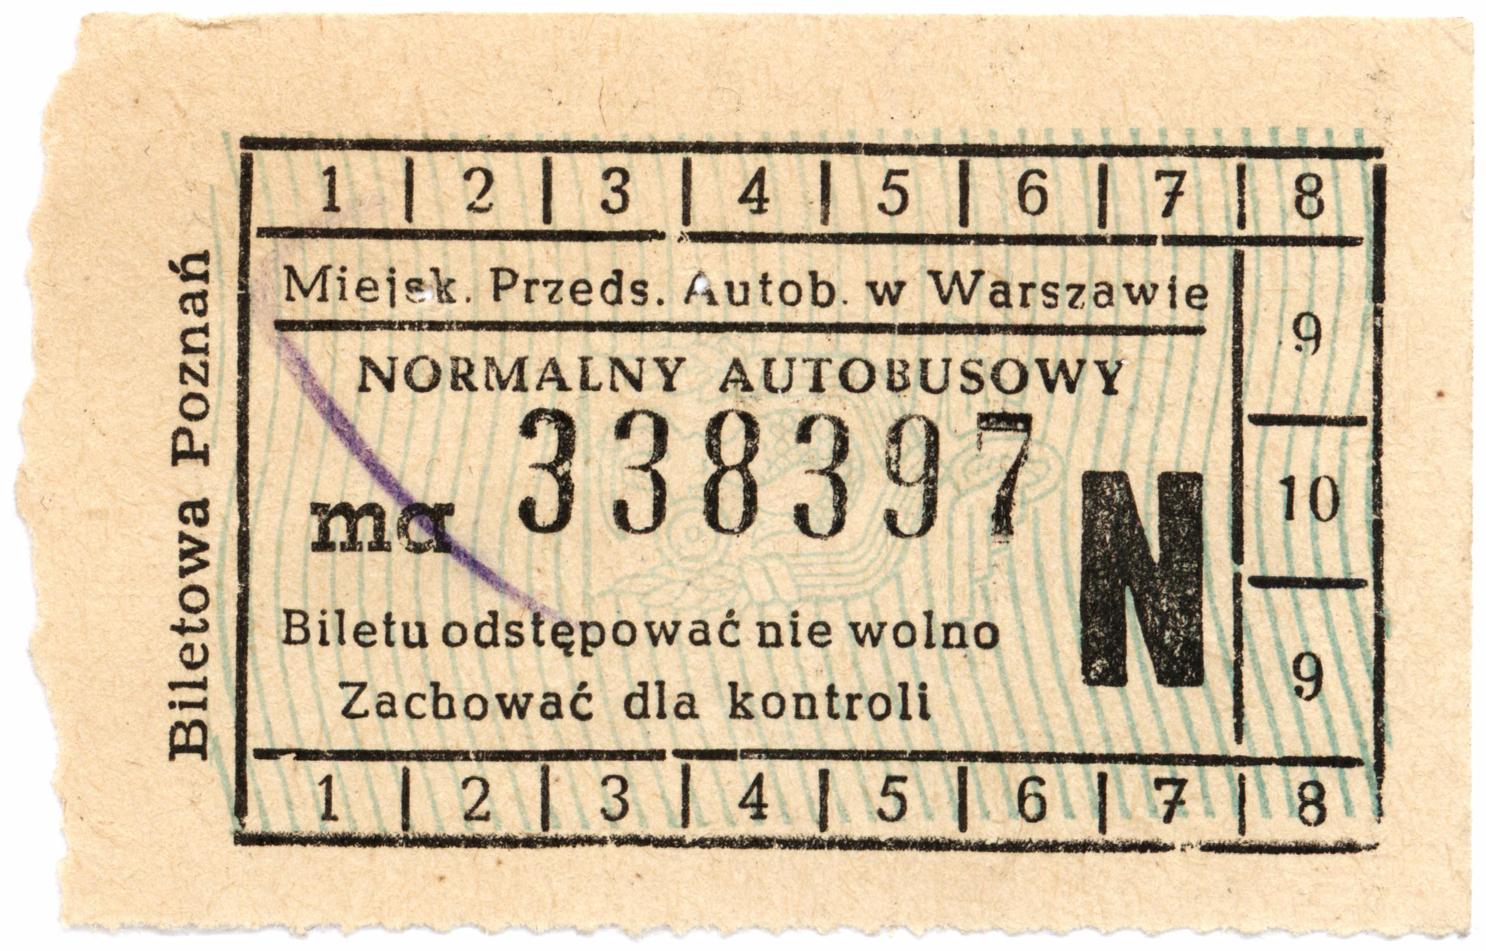 Biletowa Poznań
1 | 2 | 3 | 4 | 5 | 6 | 7 | 8
Miejsk. Przeds. Autob. w Warszawie
9
NORMALNY AUTOBUSOWY
ma 338397
N
10
Biletu odstępować nie wolno
9
Zachować dla kontroli
1 | 2 | 3 | 4 | 5 | 6 | 7 | 8